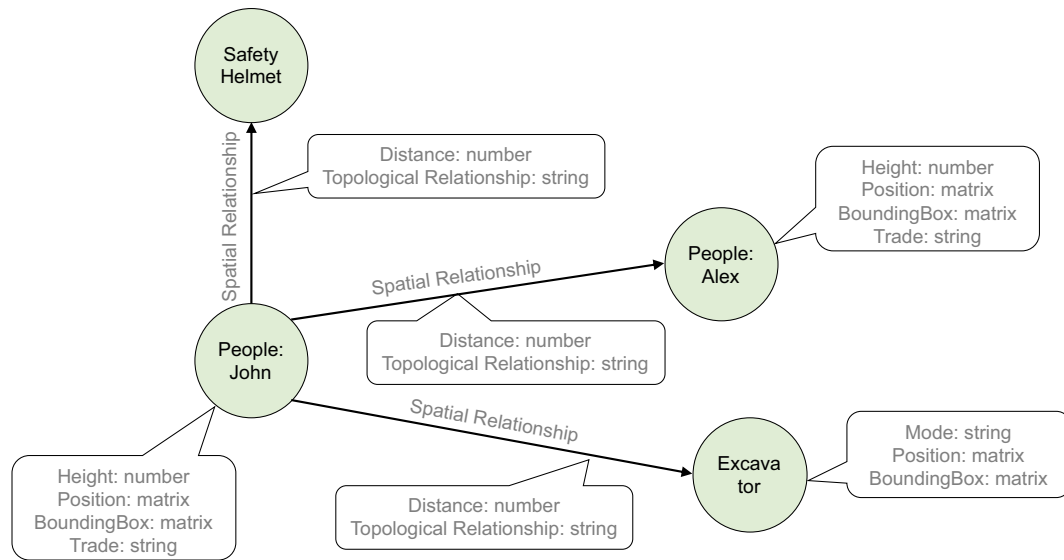 Safety
Helmet
Spatial Relationship
Distance: number
Topological Relationship: string
Height: number
Position: matrix
BoundingBox: matrix
Trade: string
People:
Alex
Spatial Relationship
Distance: number
Topological Relationship: string
People:
John
Spatial Relationship
Height: number
Position: matrix
BoundingBox: matrix
Trade: string
Distance: number
Topological Relationship: string
Excava
tor
Mode: string
Position: matrix
BoundingBox: matrix